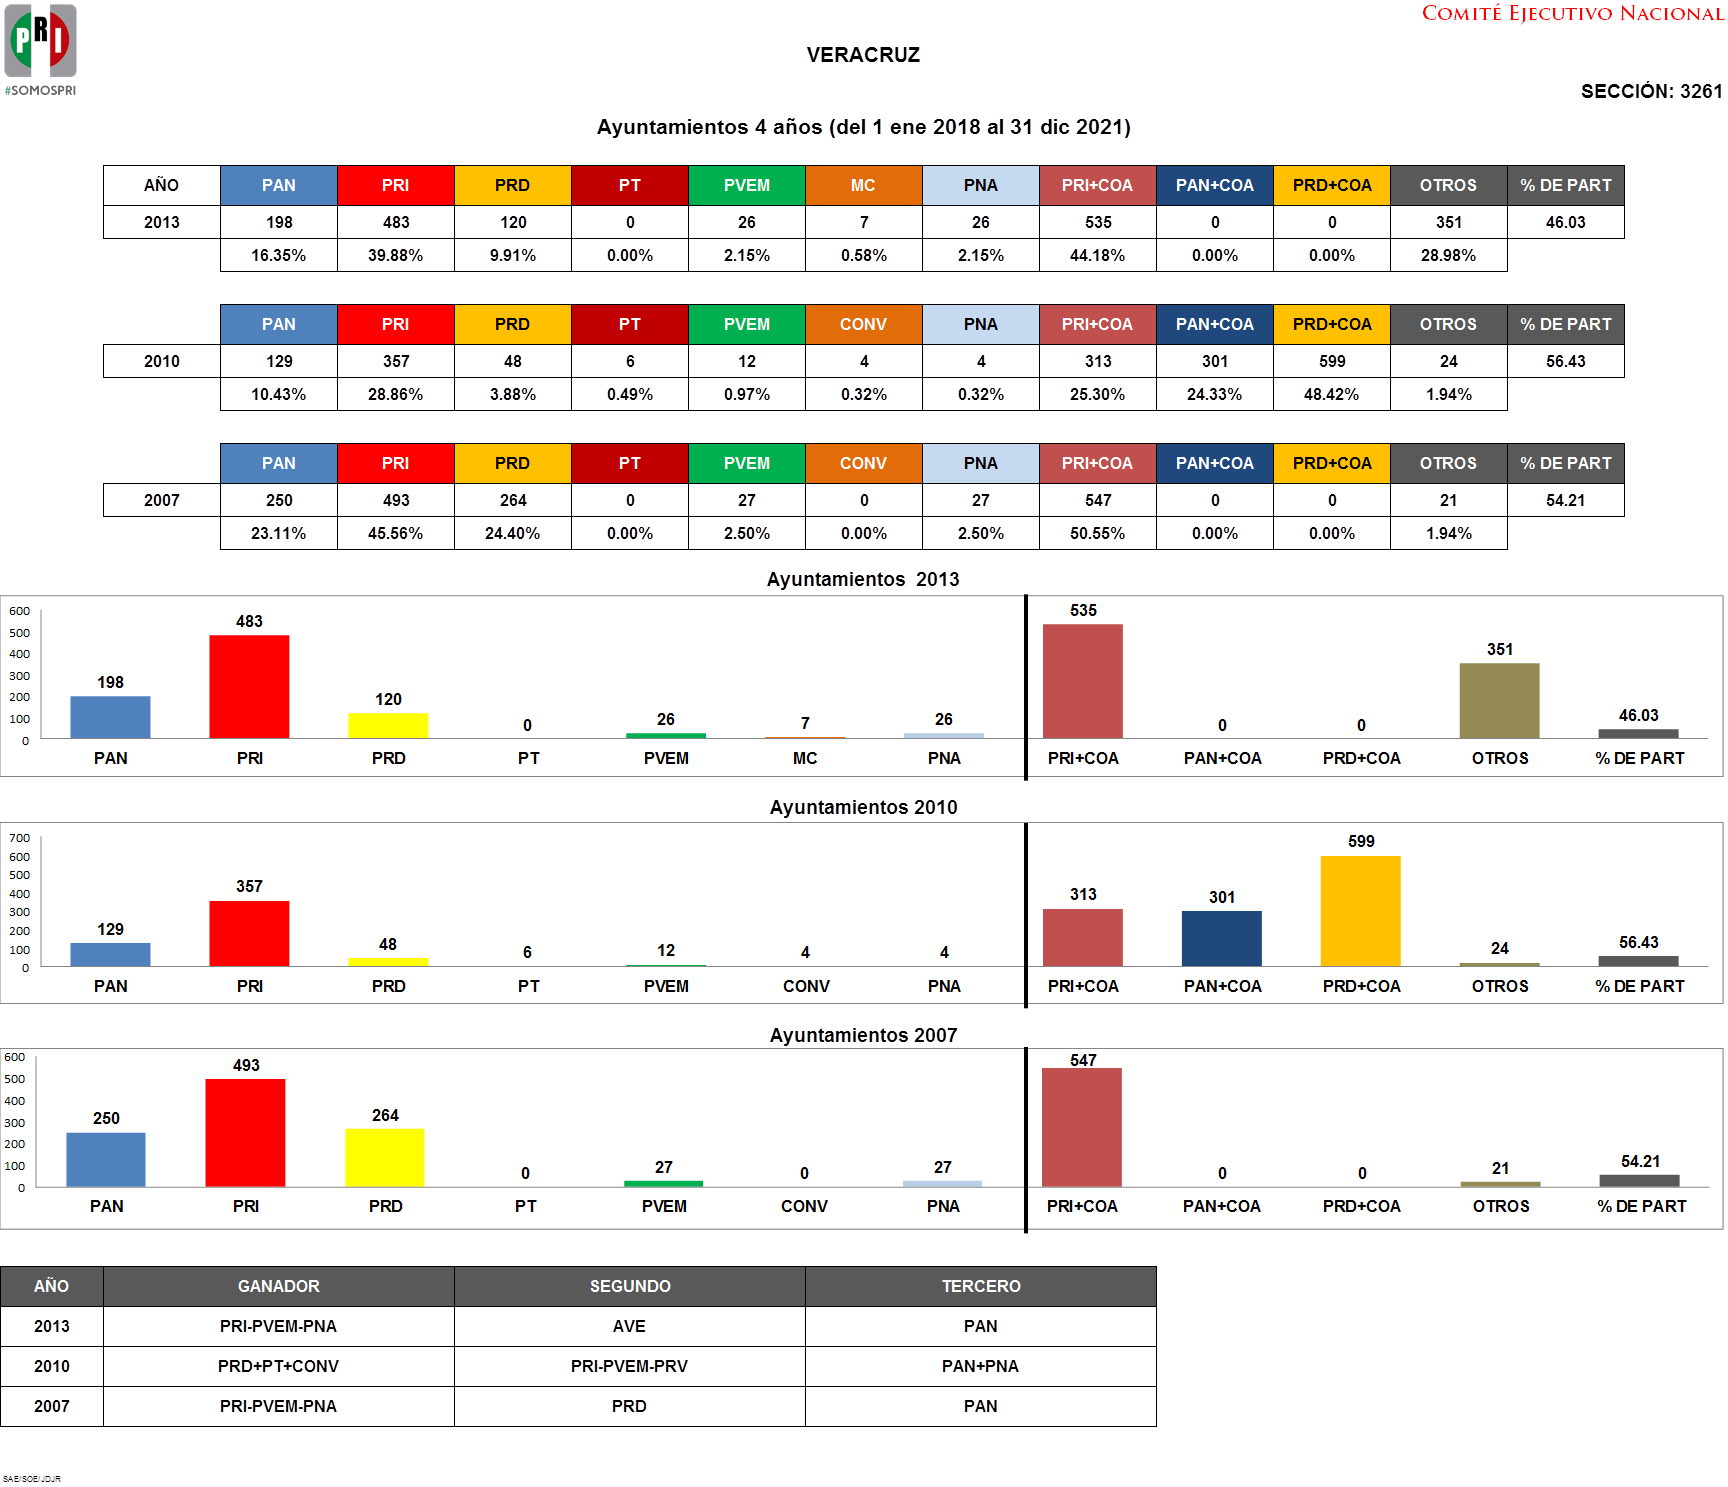 PRI
COMITÉ EJECUTIVO NACIONAL
VERACRUZ
#SOMOSPRI
SECCIÓN: 3261
Ayuntamientos 4 años (del 1 ene 2018 al 31 dic 2021)
AÑO PAN PRI PRD PT PVEM MC PNA PRI+COA PAN+COA PRD+COA OTROS % DE PART
2013 198 483 120 0 26 7 26 535 0 0 351 46.03
16.35% 39.88% 9.91% 0.00% 2.15% 0.58% 2.15% 44.18% 0.00% 0.00% 28.98%
PAN PRI PRD PT PVEM CONV PNA PRI+COA PAN+COA PRD+COA OTROS % DE PART
2010 129 357 48 6 12 4 4 313 301 599 24 56.43
10.43% 28.86% 3.88% 0.49% 0.97% 0.32% 0.32% 25.30% 24.33% 48.42% 1.94%
PAN PRI PRD PT PVEM CONV PNA PRI+COA PAN+COA PRD+COA OTROS % DE PART
2007 250 493 264 0 27 0 27 547 0 0 21 54.21
23.11% 45.56% 24.40% 0.00% 2.50% 0.00% 2.50% 50.55% 0.00% 0.00% 1.94%
Ayuntamientos 2013
600
500
400
300
200
100
0
198 483 120 0 26 7 26 535 0 0 351 46.03
PAN PRI PRD PT PVEM MC PNA PRI+COA PAN+COA PRD+COA OTROS % DE PART
Ayuntamientos 2010
700
600
500
400
300
200
100
0
129 357 48 6 12 4 4 313 301 599 24 56.43
PAN PRI PRD PT PVEM CONV PNA PRI+COA PAN+COA PRD+COA OTROS % DE PART
Ayuntamientos 2007
600
500
400
300
200
100
0
250 493 264 0 27 0 27 547 0 0 21 54.21
PAN PRI PRD PT PVEM CONV PNA PRI+COA PAN+COA PRD+COA OTROS % DE PART
AÑO GANADOR SEGUNDO TERCERO
2013 PRI-PVEM-PNA AVE PAN
2010 PRD+PT+CONV PRI-PVEM-PRV PAN+PNA
2007 PRI-PVEM-PNA PRD PAN
SAE/SOE/JDJR